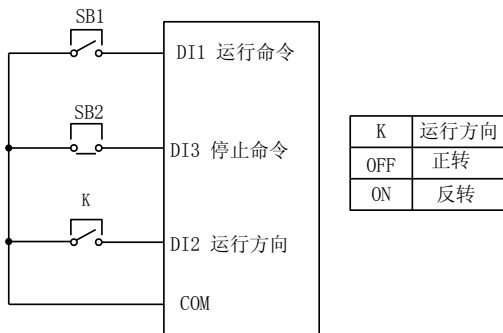 SB1
DI1 运行命令
SB2
DI3 停止命令
K
DI2 运行方向
COM
K 运行方向
OFF 正转
ON 反转